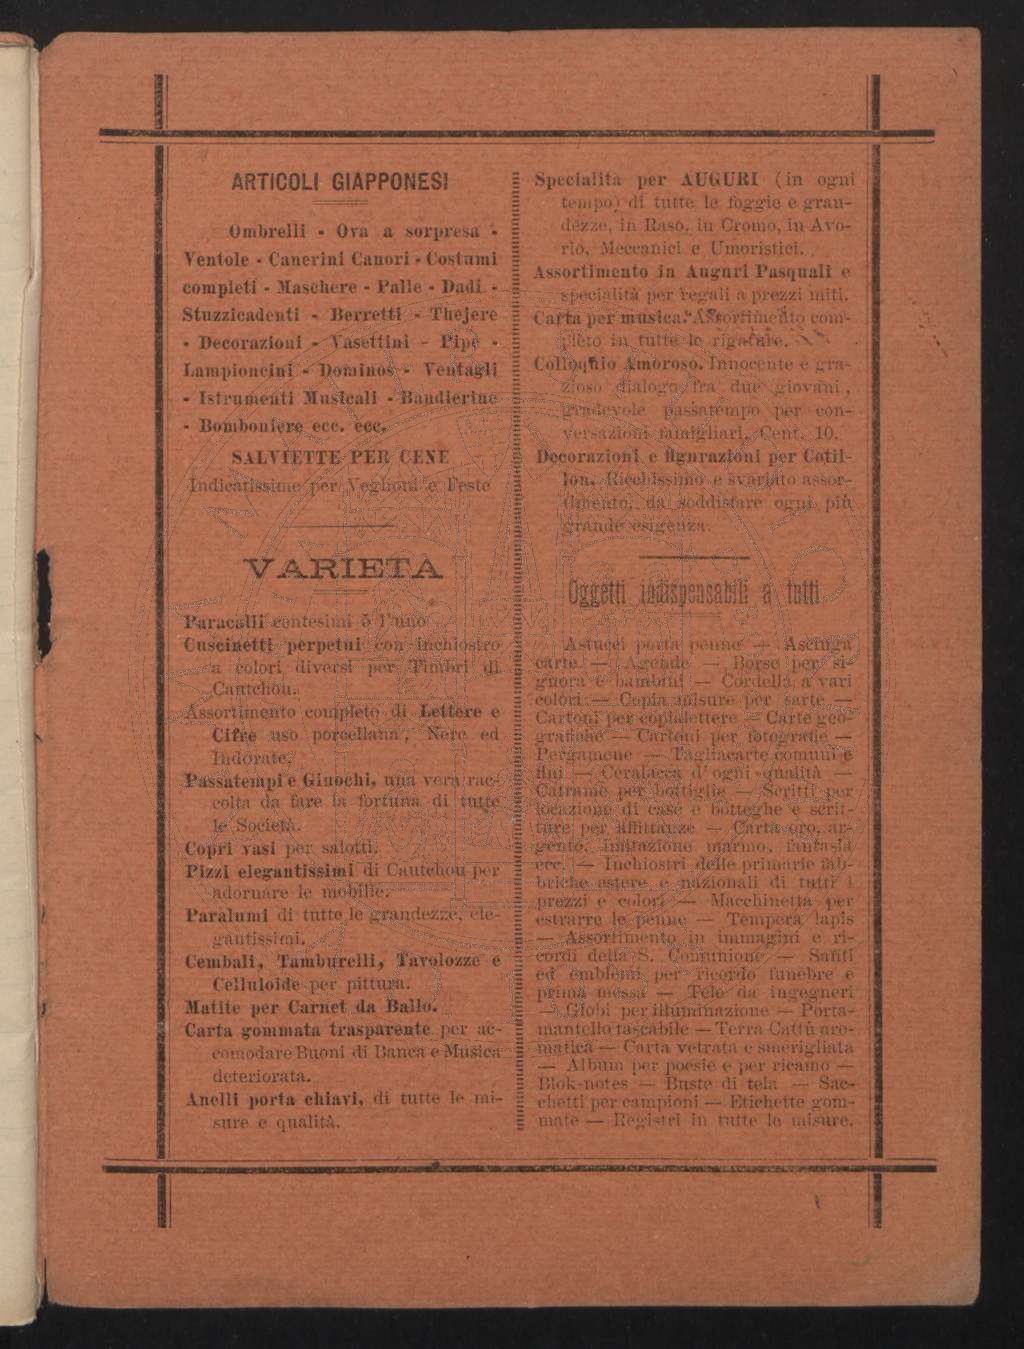 ARTICOLI GIAPPONESI
Ombrelli - Ova a sorpresa -
Ventole - Canerini Canori - Costumi
completi - Maschere - Palle - Dadi -
Stuzzicadenti - Berretti - Thejere
- Decorazioni - Vasettini - Pipe -
Lampioncini - Dominos - Ventagli
- Istrumenti Musicali - Bandierine
- Bomboniere ecc. ecc.
SALVIETTE PER CENE
Indicatissime per Veglioni e Feste
VARIETÀ
Paracalli centesimi 5 l'uno
Cuscinetti perpetui con inchiostro
a colori diversi per Timbri di
Cautchou.
Assortimento completo di Lettere e
Cifre uso porcellana, Nere ed
Indorate.
Passatempi e Giuochi, una vera rac-
colta da fare la fortuna di tutte
le Società.
Copri vasi per salotti.
Pizzi elegantissimi di Cautchou per
adornare le mobilie.
Paralumi di tutte le grandezze, ele-
gantissimi.
Cembali, Tamburelli, Tavolozze e
Celluloide per pittura.
Matite per Carnet da Ballo.
Carta gommata trasparente per ac-
comodare Buoni di Banca e Musica
deteriorata.
Anelli porta chiavi, di tutte le mi-
sure e qualità.
Specialità per AUGURI (in ogni
tempo) di tutte le foggie e gran-
dezze, in Raso, in Cromo, in Avo-
rio, Meccanici e Umoristici.
Assortimento in Auguri Pasquali e
specialità per regali a prezzi miti.
Carta per musica. Assortimento com-
pleto in tutte le rigature.
Colloquio Amoroso. Innocente e gra-
zioso dialogo fra due giovani,
gradevole passatempo per con-
versazioni famigliari. Cent. 10.
Decorazioni e figurazioni per Cotil-
lon. Ricchissimo e svariato assor-
timento, da soddisfare ogni più
grande esigenza.
Oggetti indispensabili a tutti
Astucci porta penne — Asciuga
carte — Agende — Borse per si-
gnora e bambini — Cordella a vari
colori — Copia misure per sarte —
Cartoni per copialettere — Carte geo-
grafiche — Cartoni per fotografie —
Pergamene — Tagliacarte comuni e
fini — Ceralacca d'ogni qualità —
Catrame per bottiglie — Scritti per
locazione di case e botteghe e scrit-
ture per affittanze — Carta oro, ar-
gento, imitazione marmo, fantasia
ecc. — Inchiostri delle primarie fab-
briche estere e nazionali di tutti i
prezzi e colori — Macchinetta per
estrarre le penne — Tempera lapis
— Assortimento in immagini e ri-
cordi della S. Comunione — Santi
ed emblemi per ricordo funebre e
prima messa — Tele da ingegneri
— Globi per illuminazione — Porta-
mantello tascabile — Terra Cattù aro-
matica — Carta vetrata e smerigliata
— Album per poesie e per ricamo —
Blok-notes — Buste di tela — Sac-
chetti per campioni — Etichette gom-
mate — Registri in tutte le misure.